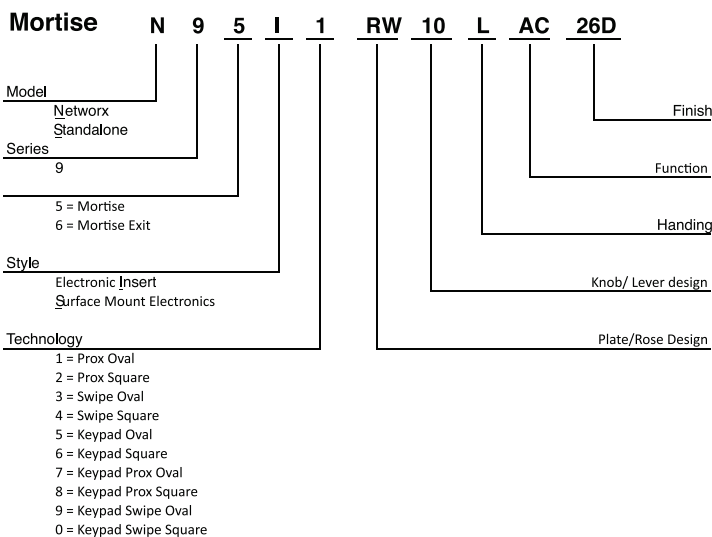 Mortise N 9 5 I 1 RW 10 L AC 26D
Model
Networx
Standalone
Series
9
5 = Mortise
6 = Mortise Exit
Style
Electronic Insert
Surface Mount Electronics
Technology
1 = Prox Oval
2 = Prox Square
3 = Swipe Oval
4 = Swipe Square
5 = Keypad Oval
6 = Keypad Square
7 = Keypad Prox Oval
8 = Keypad Prox Square
9 = Keypad Swipe Oval
0 = Keypad Swipe Square
Finish
Function
Handing
Knob/ Lever design
Plate/Rose Design